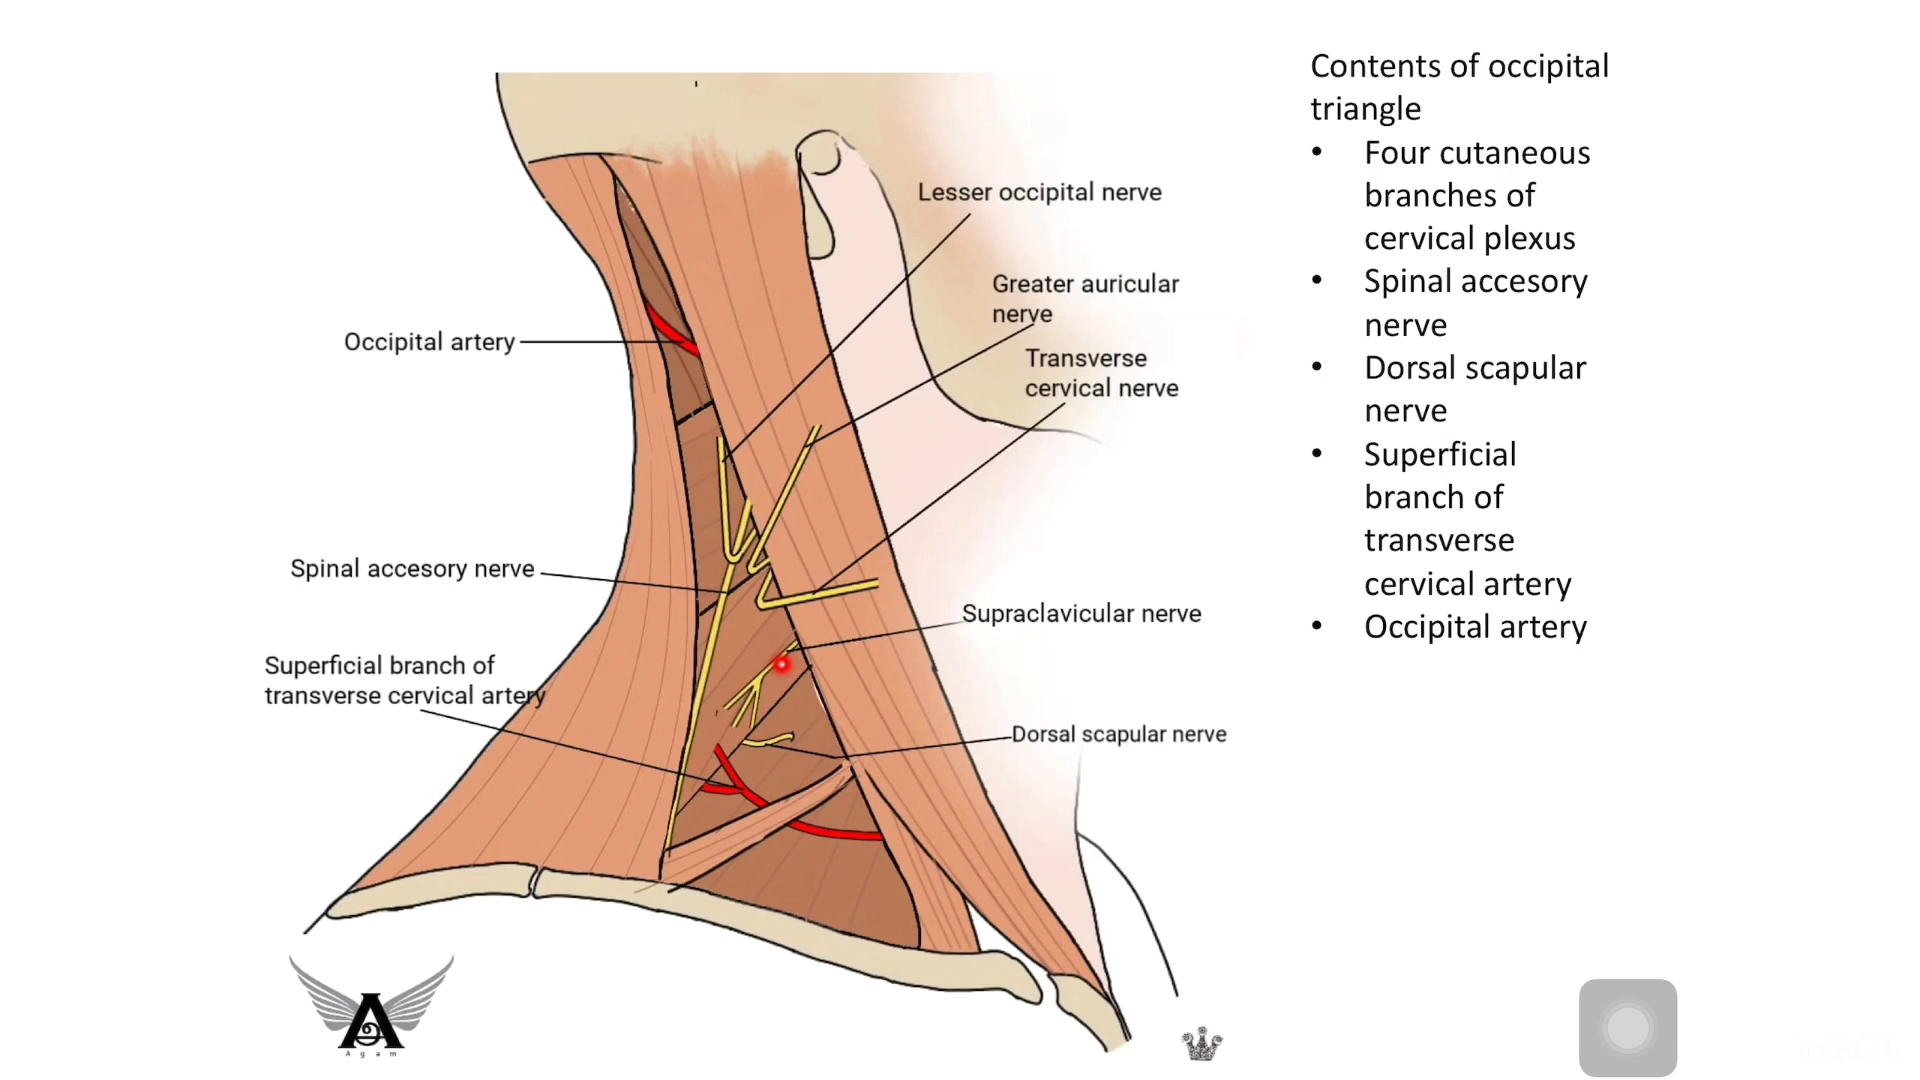 Contents of occipital
triangle
• Four cutaneous
branches of
cervical plexus
• Spinal accesory
nerve
• Dorsal scapular
nerve
• Superficial
branch of
transverse
cervical artery
• Occipital artery
Lesser occipital nerve
Greater auricular
nerve
Occipital artery
Transverse
cervical nerve
Spinal accesory nerve
Supraclavicular nerve
Superficial branch of
transverse cervical artery
Dorsal scapular nerve
Agam